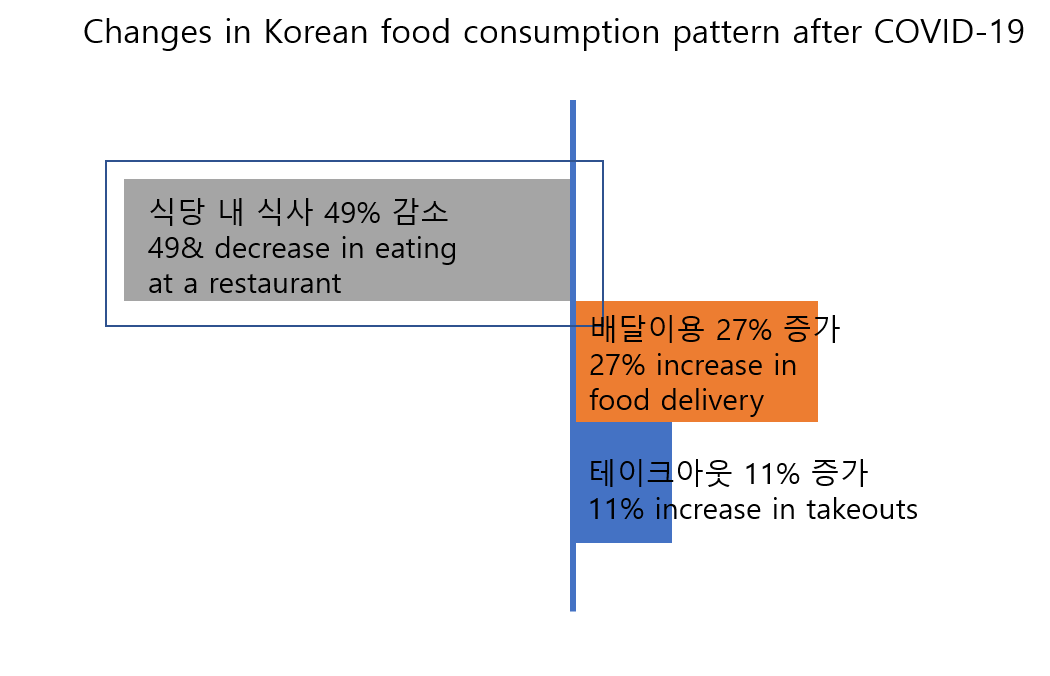 Changes in Korean food consumption pattern after COVID-19
식당 내 식사 49% 감소
49& decrease in eating
at a restaurant
배달이용 27% 증가
27% increase in
food delivery
테이크아웃 11% 증가
11% increase in takeouts